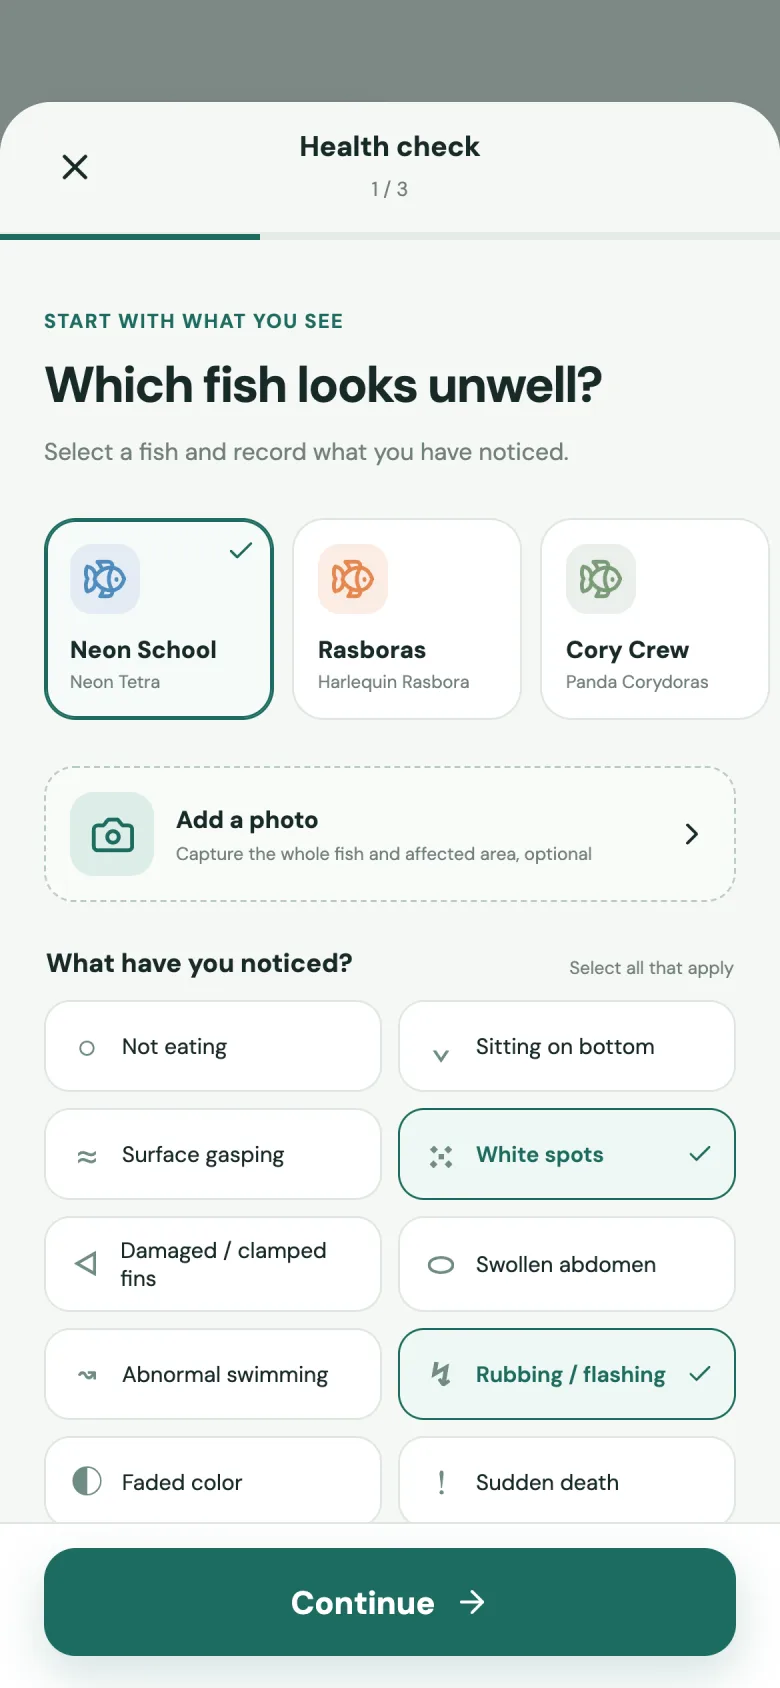 Health check
1 / 3
START WITH WHAT YOU SEE
Which fish looks unwell?
Select a fish and record what you have noticed.
Neon School
Neon Tetra
Rasboras
Harlequin Rasbora
Cory Crew
Panda Corydoras
Add a photo
Capture the whole fish and affected area, optional
What have you noticed?
Select all that apply
Not eating
Sitting on bottom
Surface gasping
White spots
Damaged / clamped
fins
Swollen abdomen
Abnormal swimming
Rubbing / flashing
Faded color
Sudden death
Continue